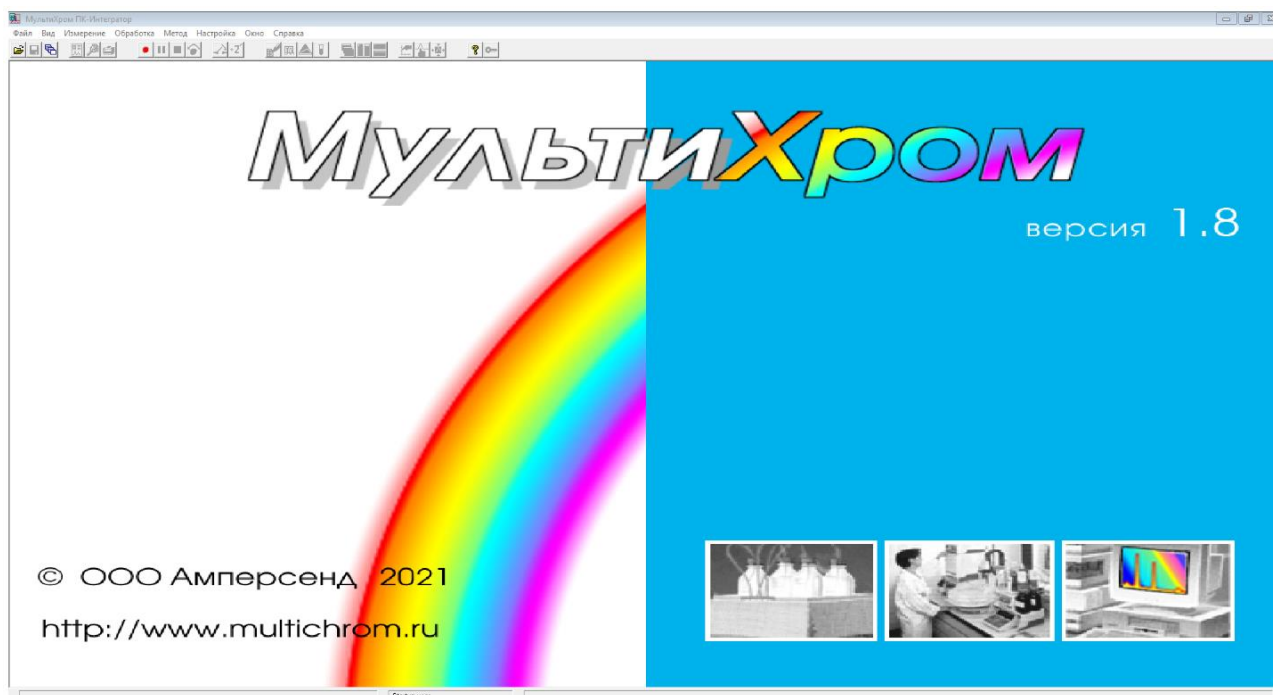 МультиХром ПК-Интегратор
Файл Вид Измерение Обработка Метод Настройка Окно Справка
МультиХром
версия 1.8
© ООО Амперсенд 2021
http://www.multichrom.ru